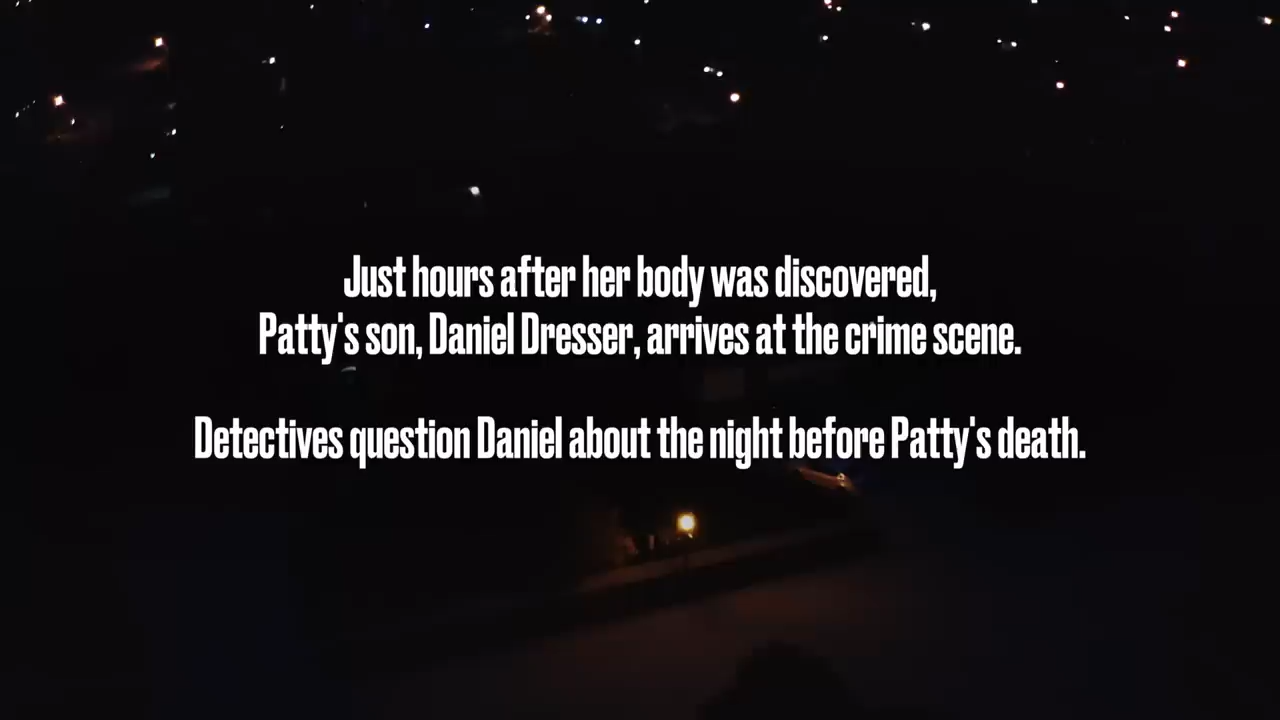 Just hours after her body was discovered,
Patty's son, Daniel Dresser, arrives at the crime scene.
Detectives question Daniel about the night before Patty's death.